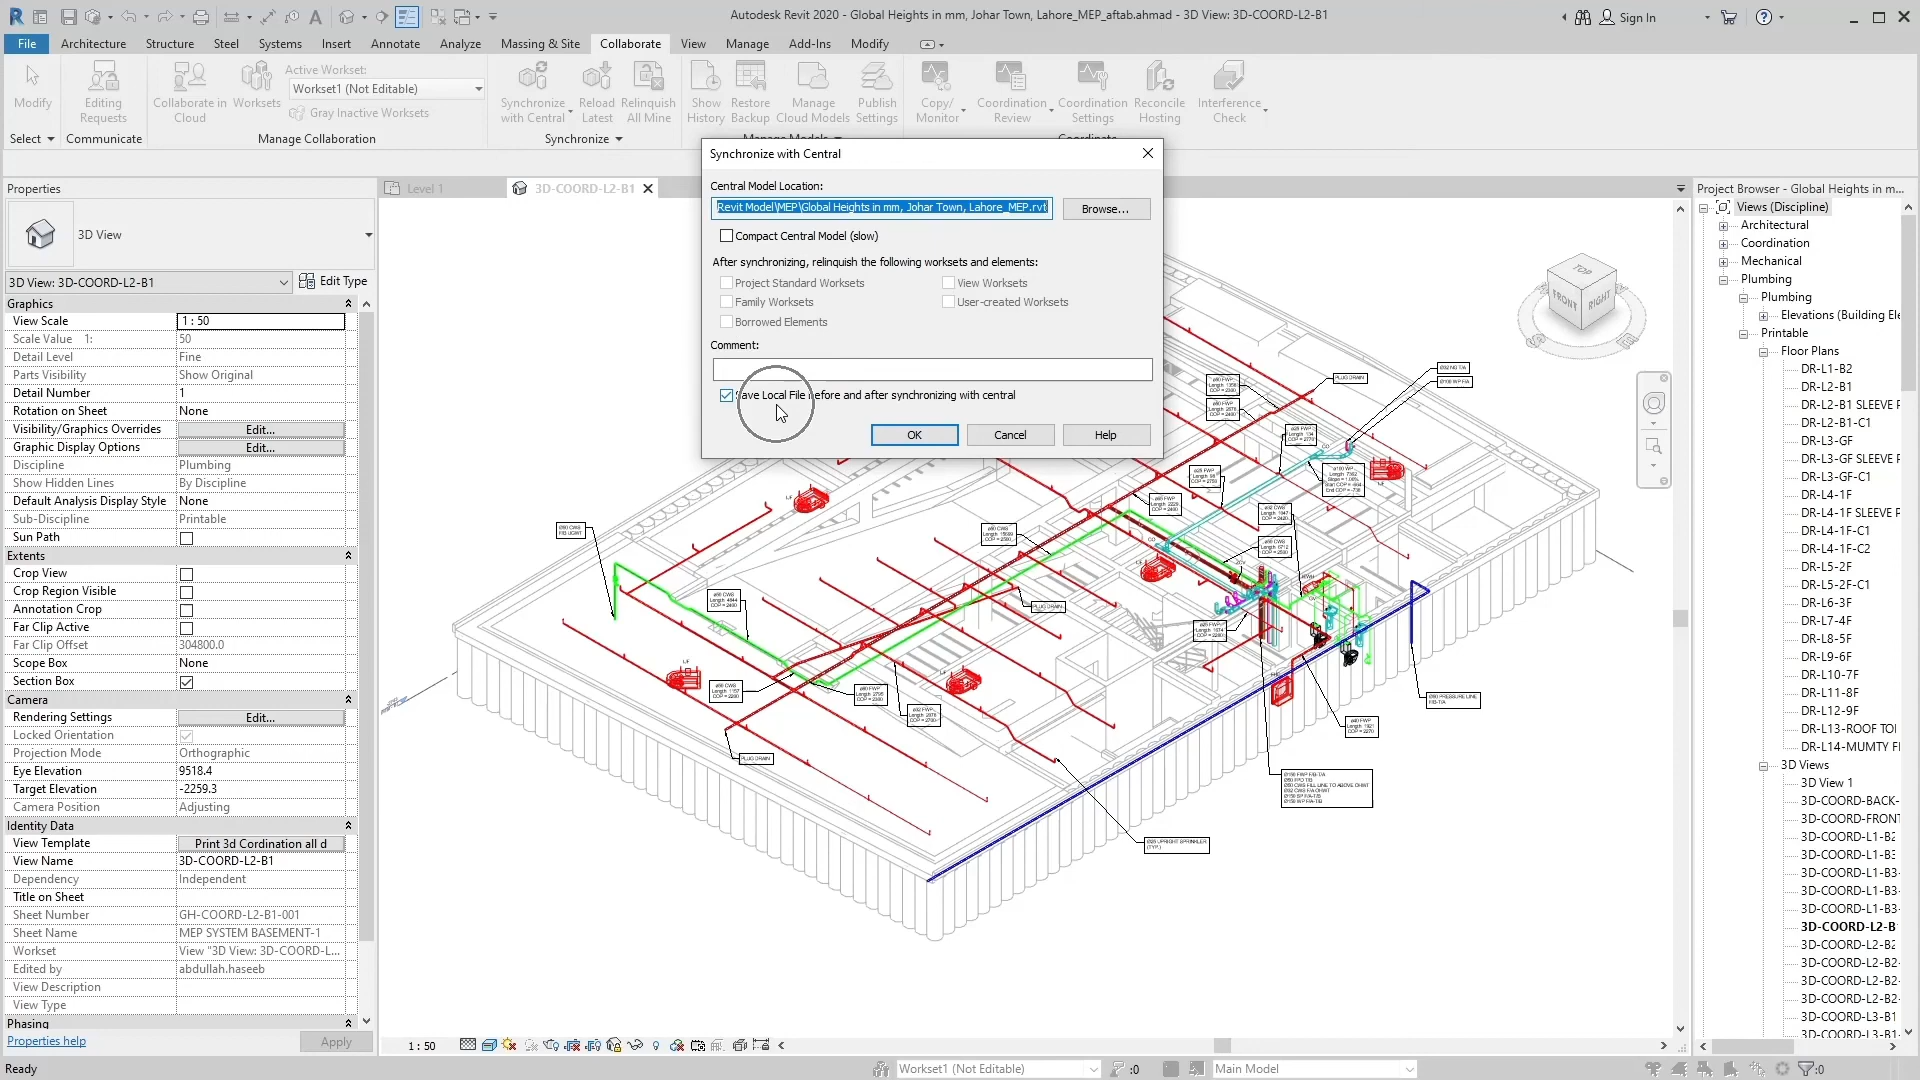 Autodesk Revit 2020 - Global Heights in mm, Johar Town, Lahore_MEP_aftab.ahmad - 3D View: 3D-COORD-L2-B1
Sign In
File Architecture Structure Steel Systems Insert Annotate Analyze Massing & Site Collaborate View Manage Add-Ins Modify
Modify
Editing Requests
Collaborate in Cloud
Worksets
Active Workset:
Workset1 (Not Editable)
Gray Inactive Worksets
Synchronize with Central
Reload Latest
Relinquish All Mine
Show History
Restore Backup
Manage Cloud Models
Publish Settings
Copy/ Monitor
Coordination Review
Coordination Settings
Reconcile Hosting
Interference Check
Select Communicate Manage Collaboration Synchronize
Synchronize with Central
Central Model Location:
Revit Model\MEP\Global Heights in mm, Johar Town, Lahore_MEP.rvt
Browse...
Compact Central Model (slow)
After synchronizing, relinquish the following worksets and elements:
Project Standard Worksets
View Worksets
Family Worksets
User-created Worksets
Borrowed Elements
Comment:
ave Local File efore and after synchronizing with central
OK Cancel Help
Properties
3D View
3D View: 3D-COORD-L2-B1
Edit Type
Graphics
View Scale 1 : 50
Scale Value 1: 50
Detail Level Fine
Parts Visibility Show Original
Detail Number 1
Rotation on Sheet None
Visibility/Graphics Overrides Edit...
Graphic Display Options Edit...
Discipline Plumbing
Show Hidden Lines By Discipline
Default Analysis Display Style None
Sub-Discipline Printable
Sun Path
Extents
Crop View
Crop Region Visible
Annotation Crop
Far Clip Active
Far Clip Offset 304800.0
Scope Box None
Section Box
Camera
Rendering Settings Edit...
Locked Orientation
Projection Mode Orthographic
Eye Elevation 9518.4
Target Elevation -2259.3
Camera Position Adjusting
Identity Data
View Template Print 3d Cordination all d
View Name 3D-COORD-L2-B1
Dependency Independent
Title on Sheet
Sheet Number GH-COORD-L2-B1-001
Sheet Name MEP SYSTEM BASEMENT-1
Workset View "3D View: 3D-COORD-L...
Edited by abdullah.haseeb
View Description
View Type
Phasing
Properties help
Apply
Level 1
3D-COORD-L2-B1
TOP
FRONT
RIGHT
PLUG DRAIN
PLUG DRAIN
PLUG DRAIN
1 : 50
Project Browser - Global Heights in m...
Views (Discipline)
Architectural
Coordination
Mechanical
Plumbing
Plumbing
Elevations (Building Ele
Printable
Floor Plans
DR-L1-B2
DR-L2-B1
DR-L2-B1 SLEEVE P
DR-L2-B1-C1
DR-L3-GF
DR-L3-GF SLEEVE P
DR-L3-GF-C1
DR-L4-1F
DR-L4-1F SLEEVE P
DR-L4-1F-C1
DR-L4-1F-C2
DR-L5-2F
DR-L5-2F-C1
DR-L6-3F
DR-L7-4F
DR-L8-5F
DR-L9-6F
DR-L10-7F
DR-L11-8F
DR-L12-9F
DR-L13-ROOF TOI
DR-L14-MUMTY FI
3D Views
3D View 1
3D-COORD-BACK-
3D-COORD-FRONT
3D-COORD-L1-B2
3D-COORD-L1-B3
3D-COORD-L1-B3-
3D-COORD-L1-B3-
3D-COORD-L1-B3-
3D-COORD-L2-B
3D-COORD-L2-B2
3D-COORD-L2-B2-
3D-COORD-L2-B2-
3D-COORD-L2-B2-
3D-COORD-L3-B1
3D-COORD-L3-B1-
Ready
Workset1 (Not Editable)
:0
Main Model
:0